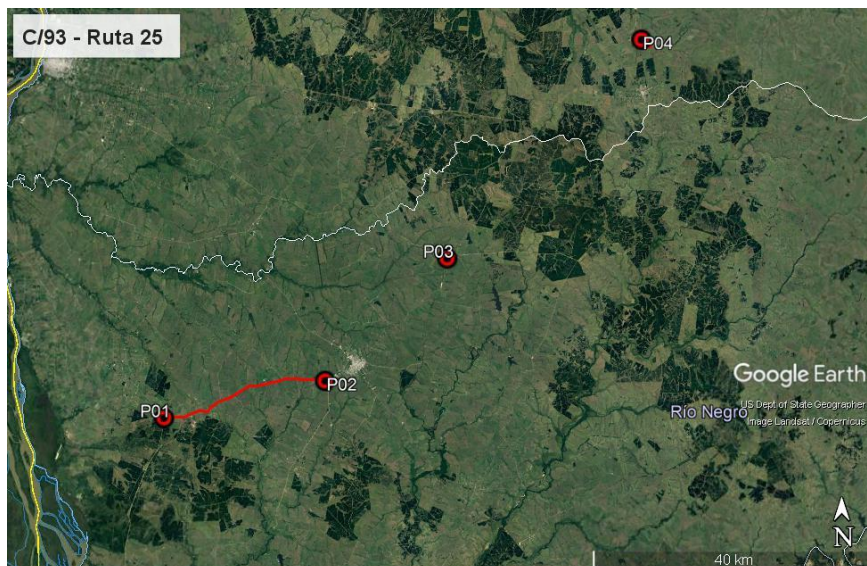 C/93 - Ruta 25
P04
P03
P02
P01
Google Earth
US Dept of State Geographer
Río Negro
Image Landsat / Copernicus
N
40 km